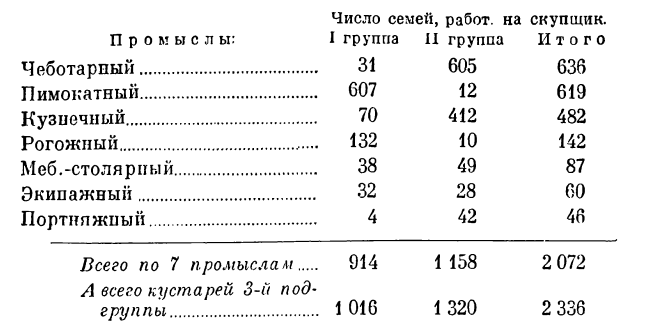 Число семей, работ. на скупщик.
Промыслы: I группа II группа Итого
Чеботарный 31 605 636
Пимокатный 607 12 619
Кузнечный 70 412 482
Рогожный 132 10 142
Меб.-столярный 38 49 87
Экипажный 32 28 60
Портняжный 4 42 46
Всего по 7 промыслам 914 1 158 2 072
А всего кустарей 3-й под-
группы 1 016 1 320 2 336